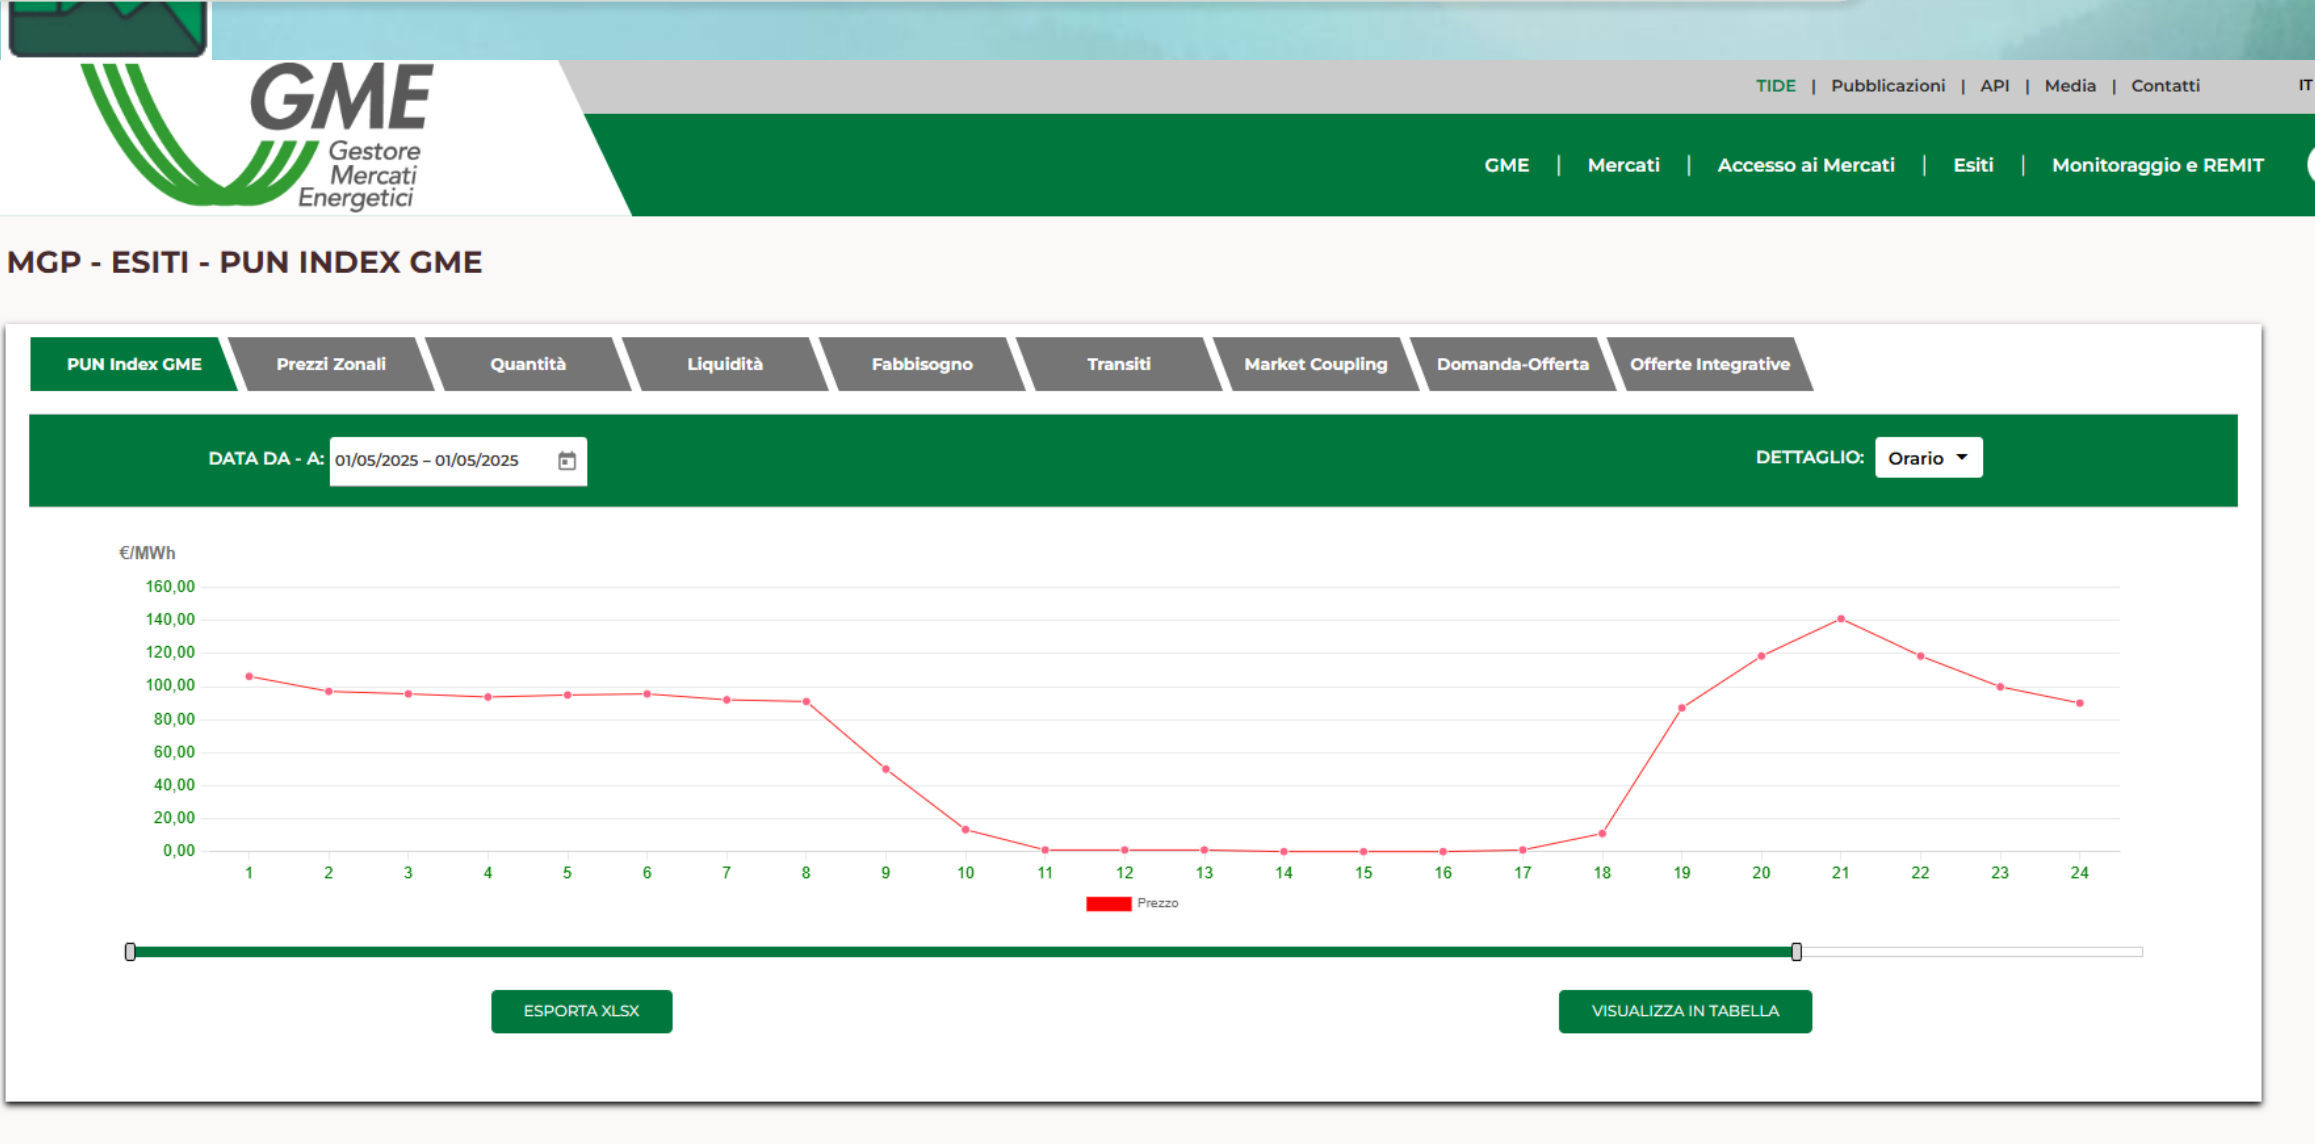 GME
Gestore
Mercati
Energetici
TIDE | Pubblicazioni | API | Media | Contatti IT
GME | Mercati | Accesso ai Mercati | Esiti | Monitoraggio e REMIT
MGP - ESITI - PUN INDEX GME
PUN Index GME Prezzi Zonali Quantità Liquidità Fabbisogno Transiti Market Coupling Domanda-Offerta Offerte Integrative
DATA DA - A: 01/05/2025 – 01/05/2025 DETTAGLIO: Orario
€/MWh
160,00
140,00
120,00
100,00
80,00
60,00
40,00
20,00
0,00
1 2 3 4 5 6 7 8 9 10 11 12 13 14 15 16 17 18 19 20 21 22 23 24
Prezzo
ESPORTA XLSX VISUALIZZA IN TABELLA